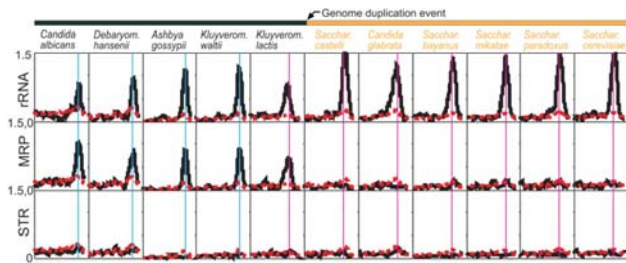 Genome duplication event
Candida albicans
Debaryom. hansenii
Ashbya gossypii
Kluyverom. waltii
Kluyverom. lactis
Sacchar. castelli
Candida glabrata
Sacchar. bayanus
Sacchar. mikatae
Sacchar. paradoxus
Sacchar. cerevisiae
1.5
rRNA
1.5,0
MRP
1.5,0
STR
0